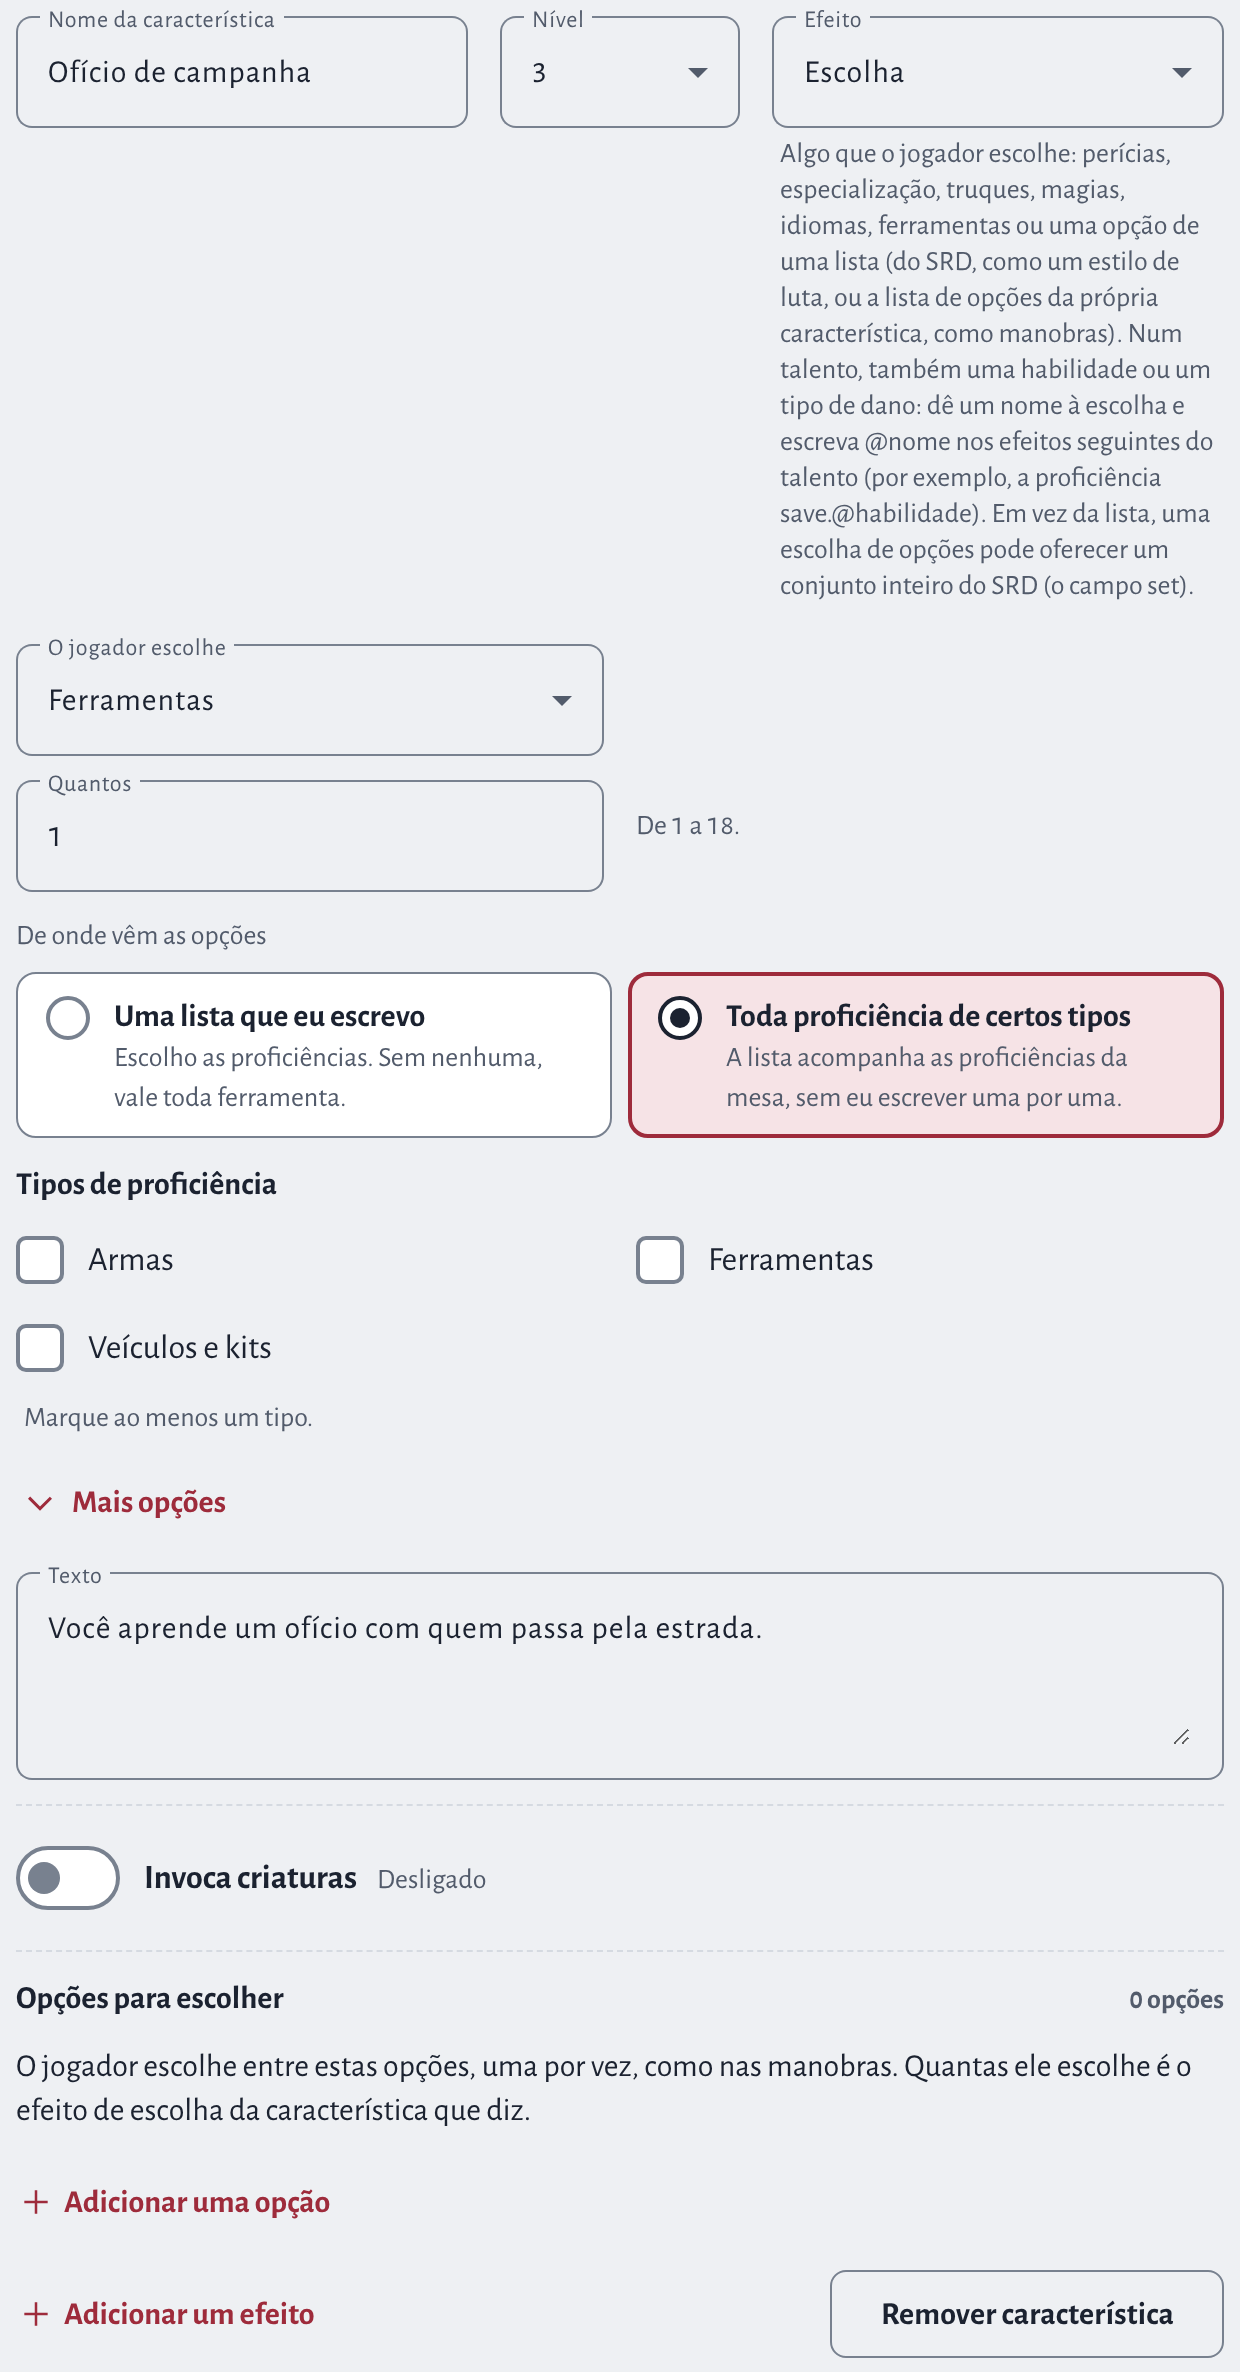 Nome da característica
Ofício de campanha
Nível
3
Efeito
Escolha
Algo que o jogador escolhe: perícias,
especialização, truques, magias,
idiomas, ferramentas ou uma opção de
uma lista (do SRD, como um estilo de
luta, ou a lista de opções da própria
característica, como manobras). Num
talento, também uma habilidade ou um
tipo de dano: dê um nome à escolha e
escreva @nome nos efeitos seguintes do
talento (por exemplo, a proficiência
save.@habilidade). Em vez da lista, uma
escolha de opções pode oferecer um
conjunto inteiro do SRD (o campo set).
O jogador escolhe
Ferramentas
Quantos
1
De 1 a 18.
De onde vêm as opções
Uma lista que eu escrevo
Escolho as proficiências. Sem nenhuma,
vale toda ferramenta.
Toda proficiência de certos tipos
A lista acompanha as proficiências da
mesa, sem eu escrever uma por uma.
Tipos de proficiência
Armas
Ferramentas
Veículos e kits
Marque ao menos um tipo.
Mais opções
Texto
Você aprende um ofício com quem passa pela estrada.
Invoca criaturas
Desligado
Opções para escolher
0 opções
O jogador escolhe entre estas opções, uma por vez, como nas manobras. Quantas ele escolhe é o
efeito de escolha da característica que diz.
Adicionar uma opção
Adicionar um efeito
Remover característica